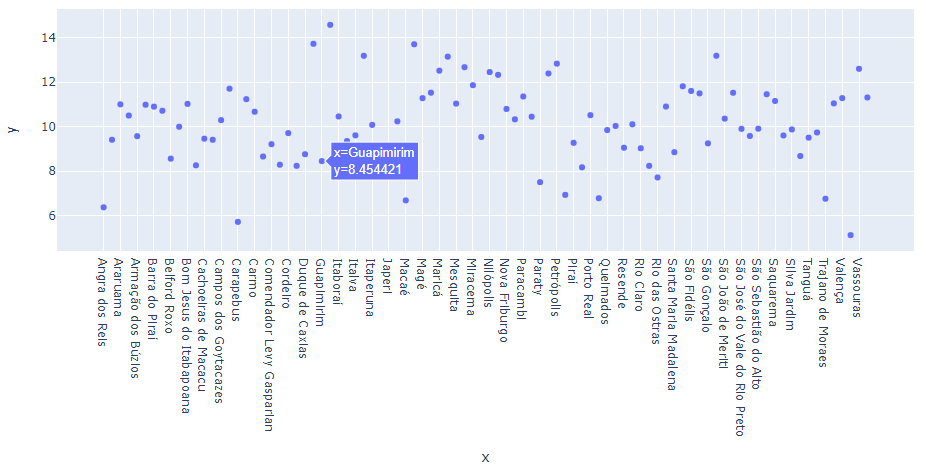 14
12
10
8
6
y
x=Guapimirim
y=8.454421
Angra dos Reis
Araruama
Armação dos Búzios
Barra do Piraí
Belford Roxo
Bom Jesus do Itabapoana
Cachoeiras de Macacu
Campos dos Goytacazes
Carapebus
Carmo
Comendador Levy Gasparian
Cordeiro
Duque de Caxias
Guapimirim
Itaboraí
Italva
Itaperuna
Japeri
Macaé
Magé
Maricá
Mesquita
Miracema
Nilópolis
Nova Friburgo
Paracambi
Paraty
Petrópolis
Piraí
Porto Real
Queimados
Resende
Rio Claro
Rio das Ostras
Santa Maria Madalena
São Fidélis
São Gonçalo
São João de Meriti
São José do Vale do Rio Preto
São Sebastião do Alto
Saquarema
Silva Jardim
Tanguá
Trajano de Moraes
Valença
Vassouras
x